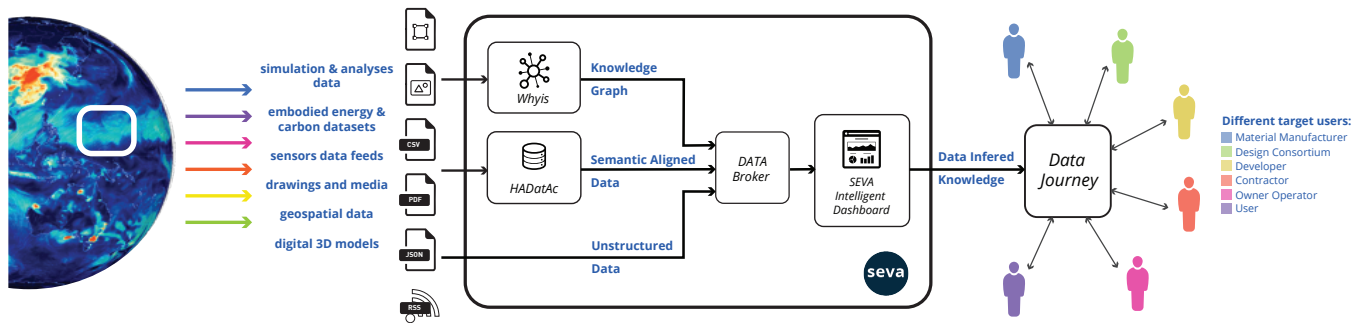 simulation & analyses
data
embodied energy &
carbon datasets
sensors data feeds
drawings and media
geospatial data
digital 3D models
CSV
PDF
JSON
RSS
Whyis
HADatAc
Knowledge
Graph
Semantic Aligned
Data
Unstructured
Data
DATA
Broker
SEVA
Intelligent
Dashboard
seva
Data Infered
Knowledge
Data
Journey
Different target users:
Material Manufacturer
Design Consortium
Developer
Contractor
Owner Operator
User